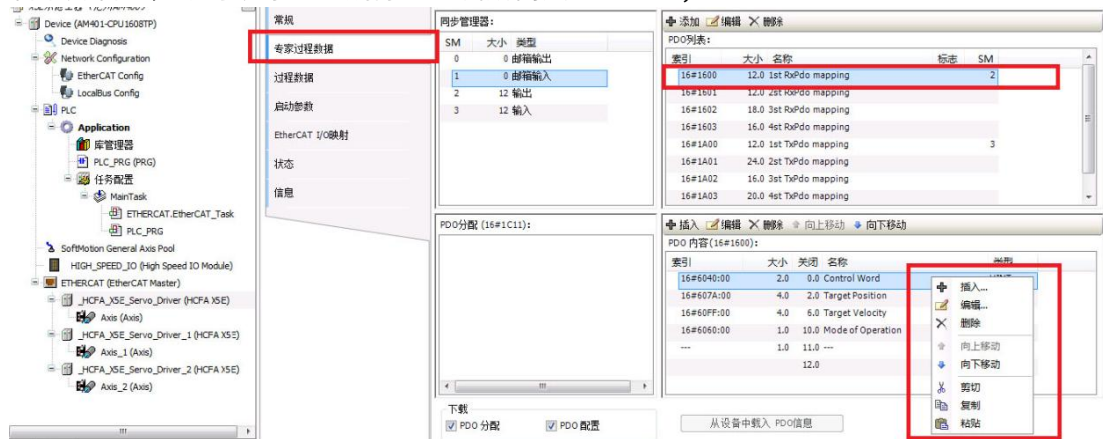 Device (AM401-CPU1608TP)
Device Diagnosis
Network Configuration
EtherCAT Config
LocalBus Config
PLC
Application
库管理器
PLC_PRG (PRG)
任务配置
MainTask
ETHERCAT.EtherCAT_Task
PLC_PRG
SoftMotion General Axis Pool
HIGH_SPEED_IO (High Speed IO Module)
ETHERCAT (EtherCAT Master)
_HCFA_X5E_Servo_Driver (HCFA X5E)
Axis (Axis)
_HCFA_X5E_Servo_Driver_1 (HCFA X5E)
Axis_1 (Axis)
_HCFA_X5E_Servo_Driver_2 (HCFA X5E)
Axis_2 (Axis)
常规
专家过程数据
过程数据
启动参数
EtherCAT I/O映射
状态
信息
同步管理器：
SM 大小 类型
0 0 邮箱输出
1 0 邮箱输入
2 12 输出
3 12 输入
添加 编辑 删除
PDO列表：
索引 大小 名称 标志 SM
16#1600 12.0 1st RxPdo mapping 2
16#1601 12.0 2st RxPdo mapping
16#1602 18.0 3st RxPdo mapping
16#1603 16.0 4st RxPdo mapping
16#1A00 12.0 1st TxPdo mapping 3
16#1A01 24.0 2st TxPdo mapping
16#1A02 16.0 3st TxPdo mapping
16#1A03 20.0 4st TxPdo mapping
PDO分配 (16#1C11)：
插入 编辑 删除 向上移动 向下移动
PDO 内容(16#1600)：
索引 大小 关闭 名称 类型
16#6040:00 2.0 0.0 Control Word
16#607A:00 4.0 2.0 Target Position
16#60FF:00 4.0 6.0 Target Velocity
16#6060:00 1.0 10.0 Mode of Operation
--- 1.0 11.0 ---
12.0
插入...
编辑...
删除
向上移动
向下移动
剪切
复制
粘贴
下载
PDO 分配 PDO 配置
从设备中载入 PDO信息